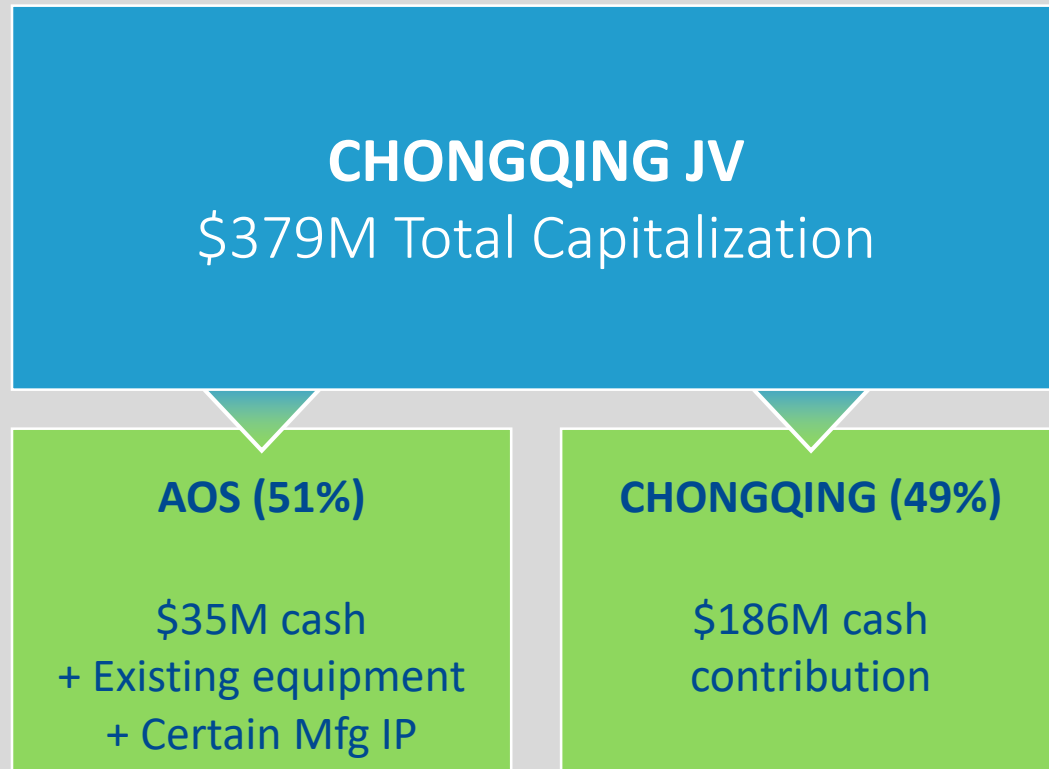 CHONGQING JV
$379M Total Capitalization
AOS (51%)
$35M cash
+ Existing equipment
+ Certain Mfg IP
CHONGQING (49%)
$186M cash
contribution